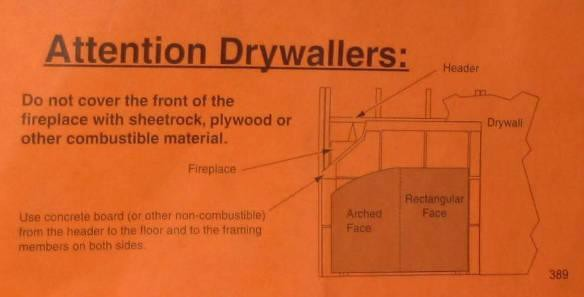 Attention Drywallers:
Do not cover the front of the
fireplace with sheetrock, plywood or
other combustible material.
Header
Drywall
Fireplace
Use concrete board (or other non-combustible)
from the header to the floor and to the framing
members on both sides.
Arched
Face
Rectangular
Face
389